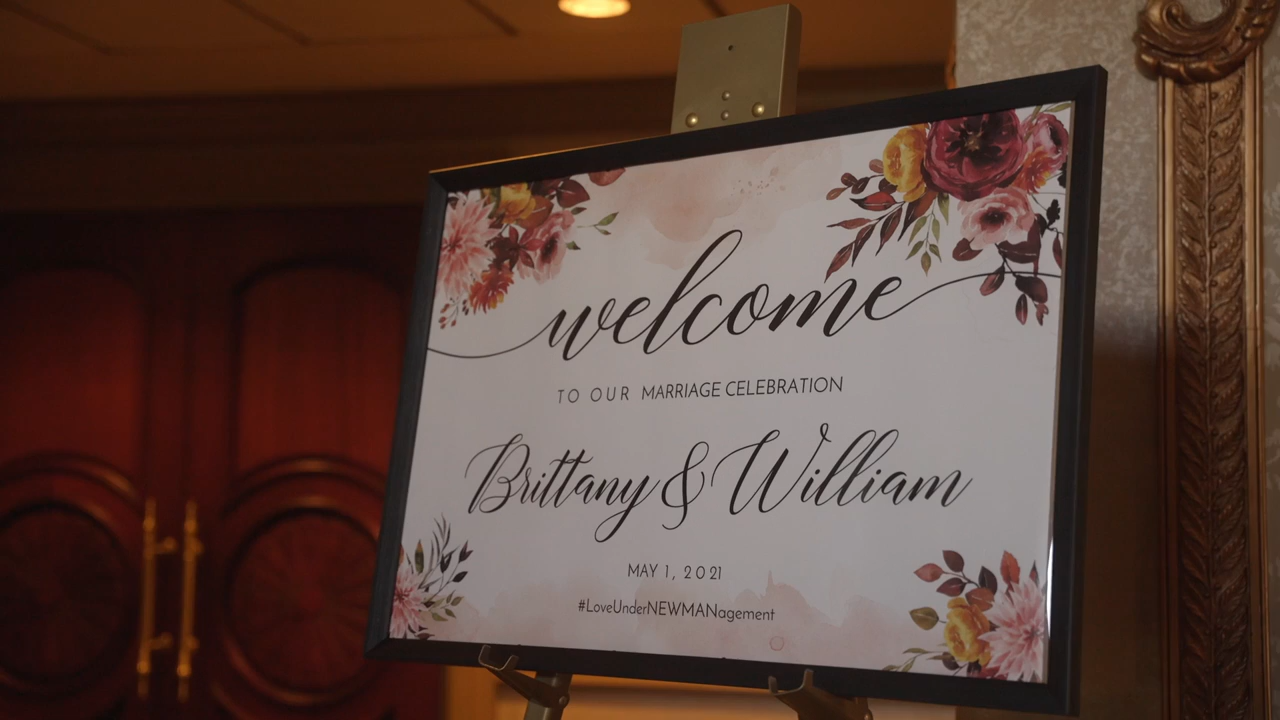 welcome
TO OUR MARRIAGE CELEBRATION
Brittany & William
MAY 1, 2021
#LoveUnderNEWMANagement